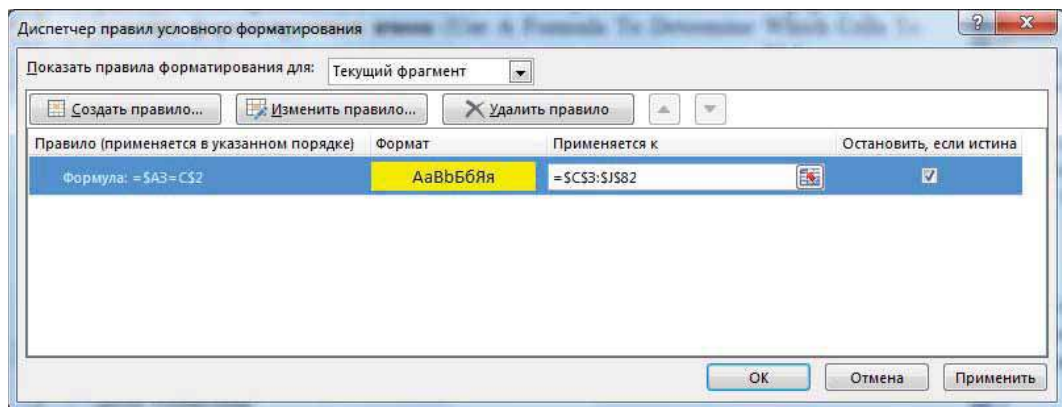 Диспетчер правил условного форматирования
Показать правила форматирования для: Текущий фрагмент
Создать правило... Изменить правило... Удалить правило
Правило (применяется в указанном порядке) Формат Применяется к Остановить, если истина
Формула: =$A3=C$2 АаВbБбЯя =$C$3:$J$82
ОК Отмена Применить